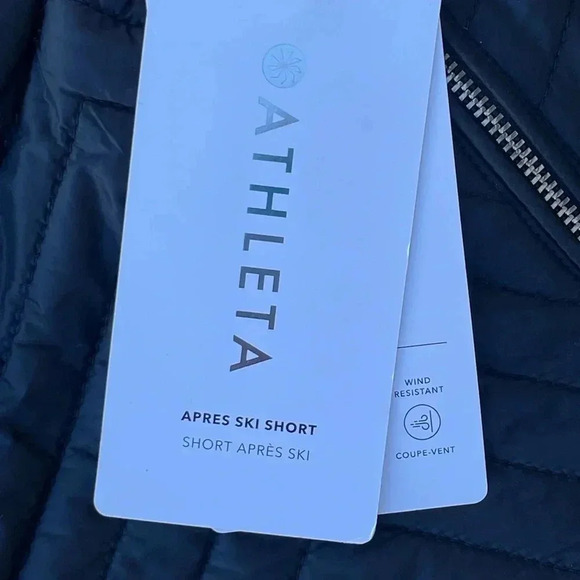 ATHLETA
APRES SKI SHORT
SHORT APRÈS SKI
WIND
RESISTANT
COUPE-VENT